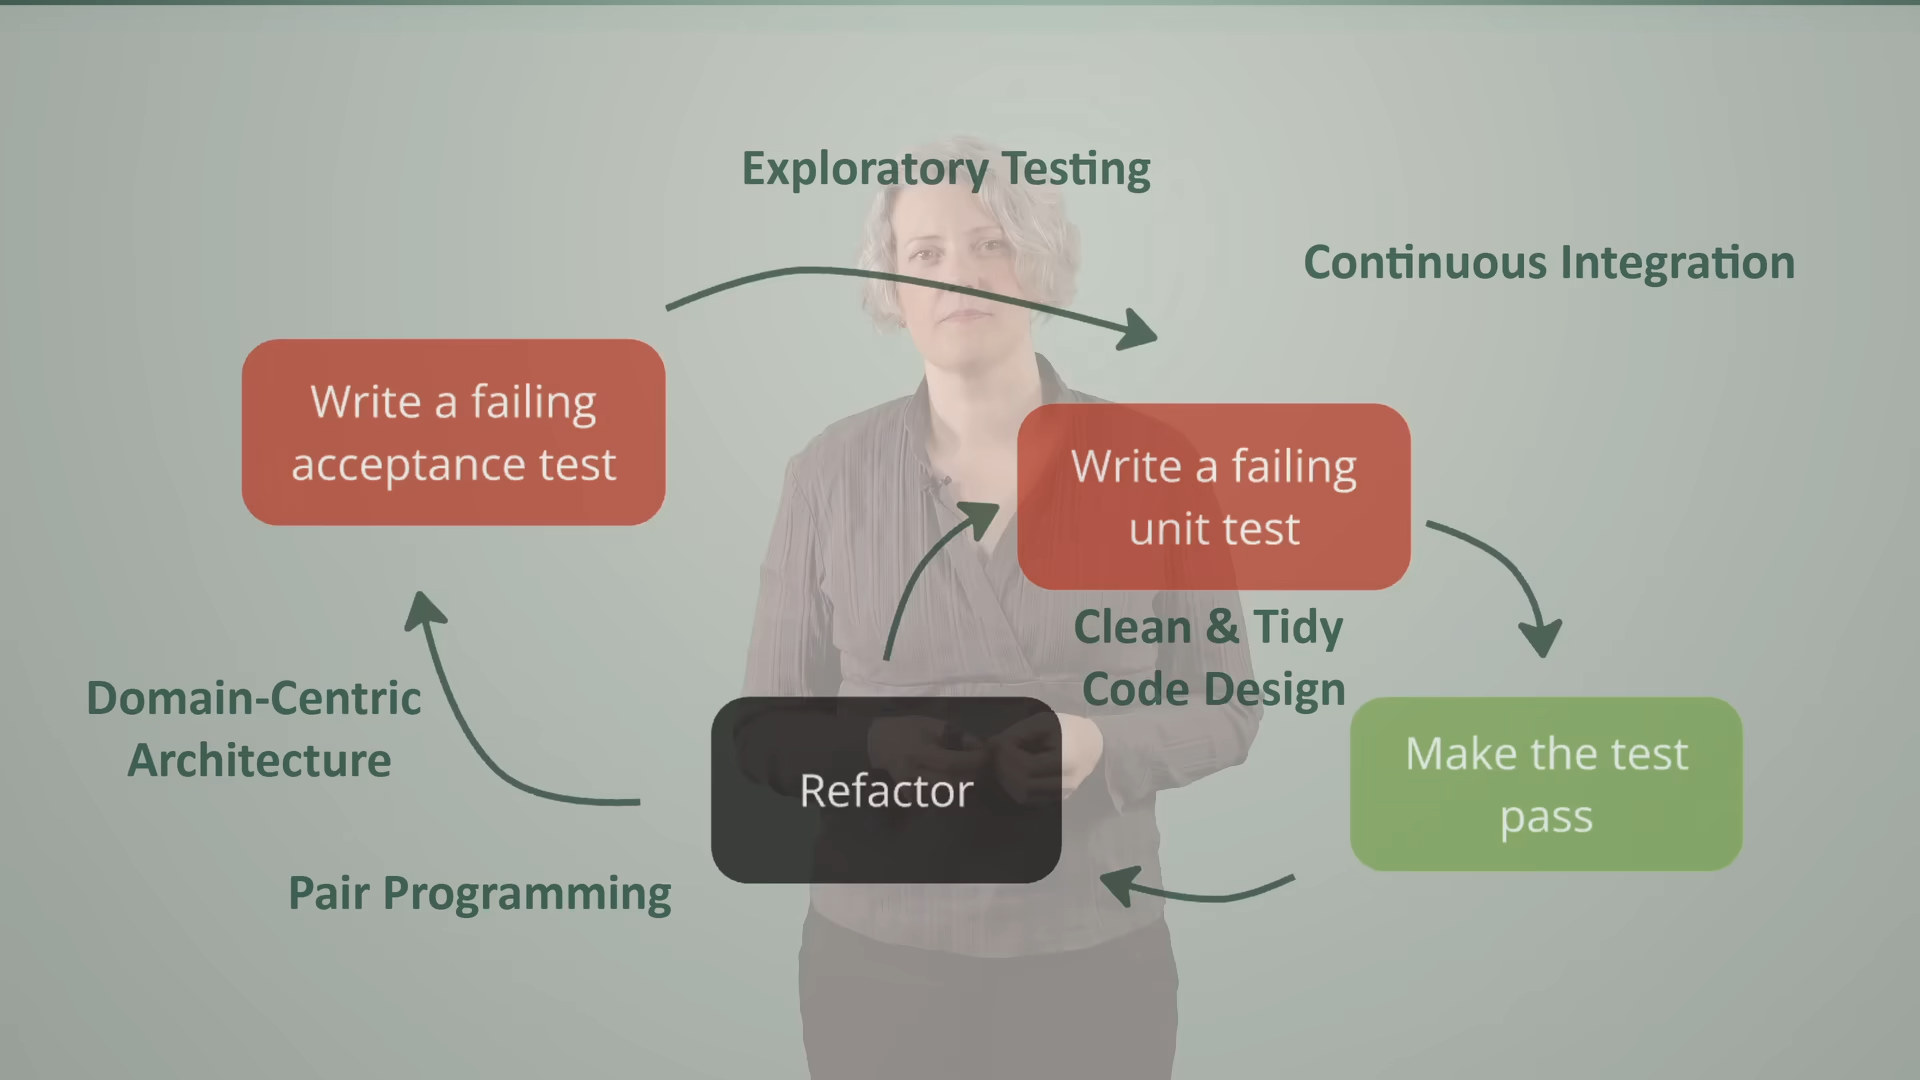 Exploratory Testing
Continuous Integration
Write a failing
acceptance test
Write a failing
unit test
Clean & Tidy
Code Design
Domain-Centric
Architecture
Refactor
Make the test
pass
Pair Programming